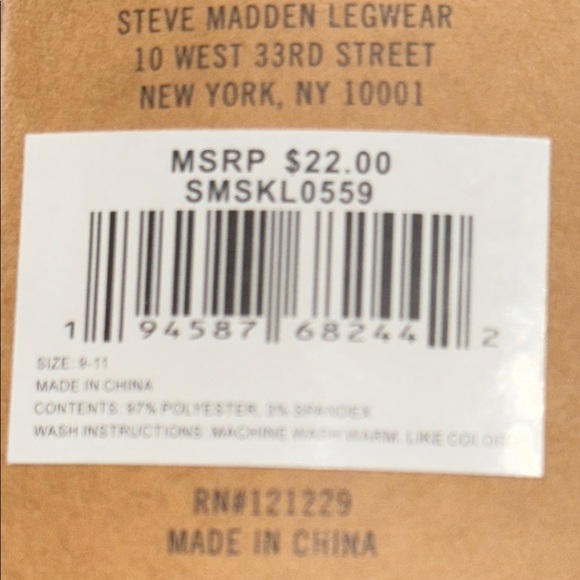 STEVE MADDEN LEGWEAR
10 WEST 33RD STREET
NEW YORK, NY 10001
MSRP $22.00
SMSKL0559
1 94587 68244 2
SIZE: 9-11
MADE IN CHINA
CONTENTS: 97% POLYESTER, 3% SPANDEX
WASH INSTRUCTIONS: MACHINE WASH WARM, LIKE COLOR
RN#121229
MADE IN CHINA